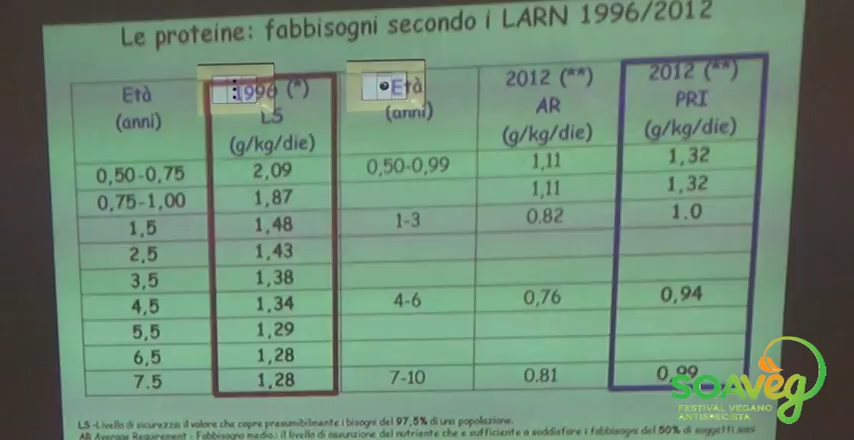 Le proteine: fabbisogni secondo i LARN 1996/2012
Età (anni) 1996 (*) LS (g/kg/die) Età (anni) 2012 (**) AR (g/kg/die) 2012 (**) PRI (g/kg/die)
0,50-0,75 2,09 0,50-0,99 1,11 1,32
0,75-1,00 1,87 1,11 1,32
1,5 1,48 1-3 0.82 1.0
2,5 1,43
3,5 1,38
4,5 1,34 4-6 0,76 0,94
5,5 1,29
6,5 1,28
7.5 1,28 7-10 0.81 0,99
LS -Livello di sicurezza: il valore che copre presumibilmente i bisogni del 97,5% di una popolazione.
AR Average Requirement - Fabbisogno medio: il livello di assunzione del nutriente che è sufficiente a soddisfare i fabbisogni del 50% di soggetti sani
SOAVEG
FESTIVAL VEGANO
ANTISPECISTA